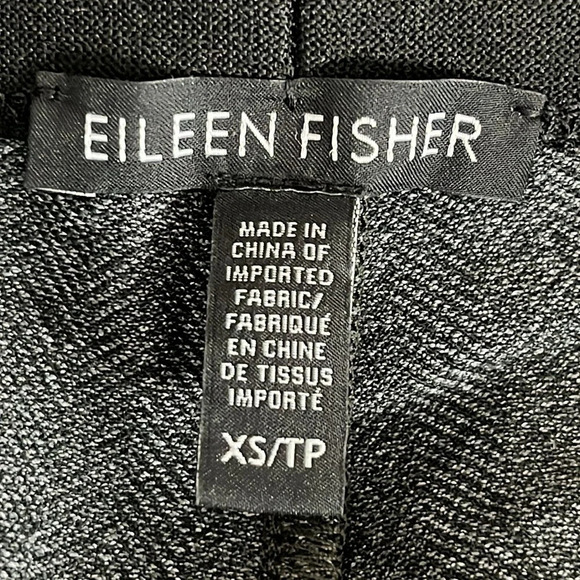 EILEEN FISHER
MADE IN
CHINA OF
IMPORTED
FABRIC/
FABRIQUÉ
EN CHINE
DE TISSUS
IMPORTÉ
XS/TP